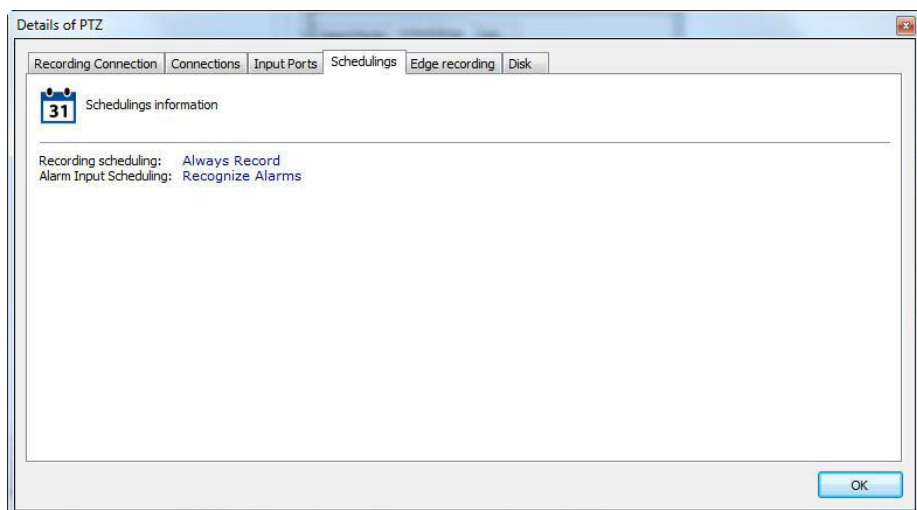 Details of PTZ
Recording Connection Connections Input Ports Schedulings Edge recording Disk
31 Schedulings information
Recording scheduling: Always Record
Alarm Input Scheduling: Recognize Alarms
OK